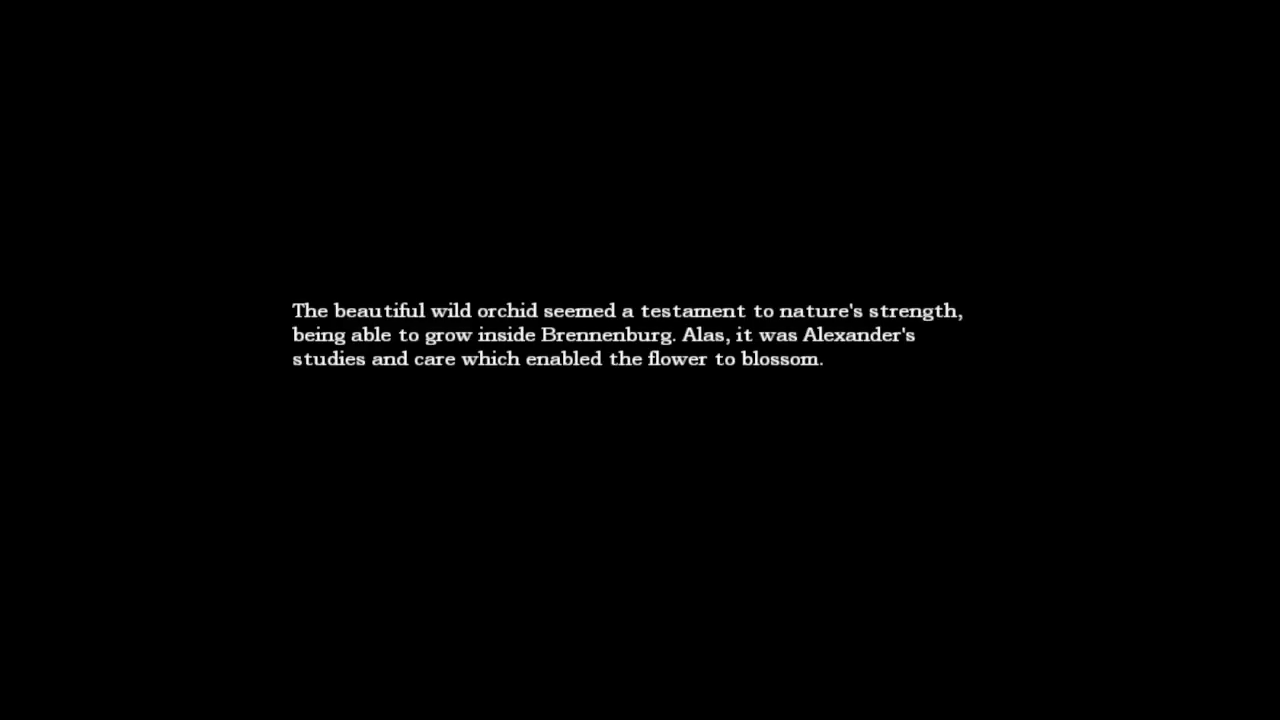 The beautiful wild orchid seemed a testament to nature's strength,
being able to grow inside Brennenburg. Alas, it was Alexander's
studies and care which enabled the flower to blossom.